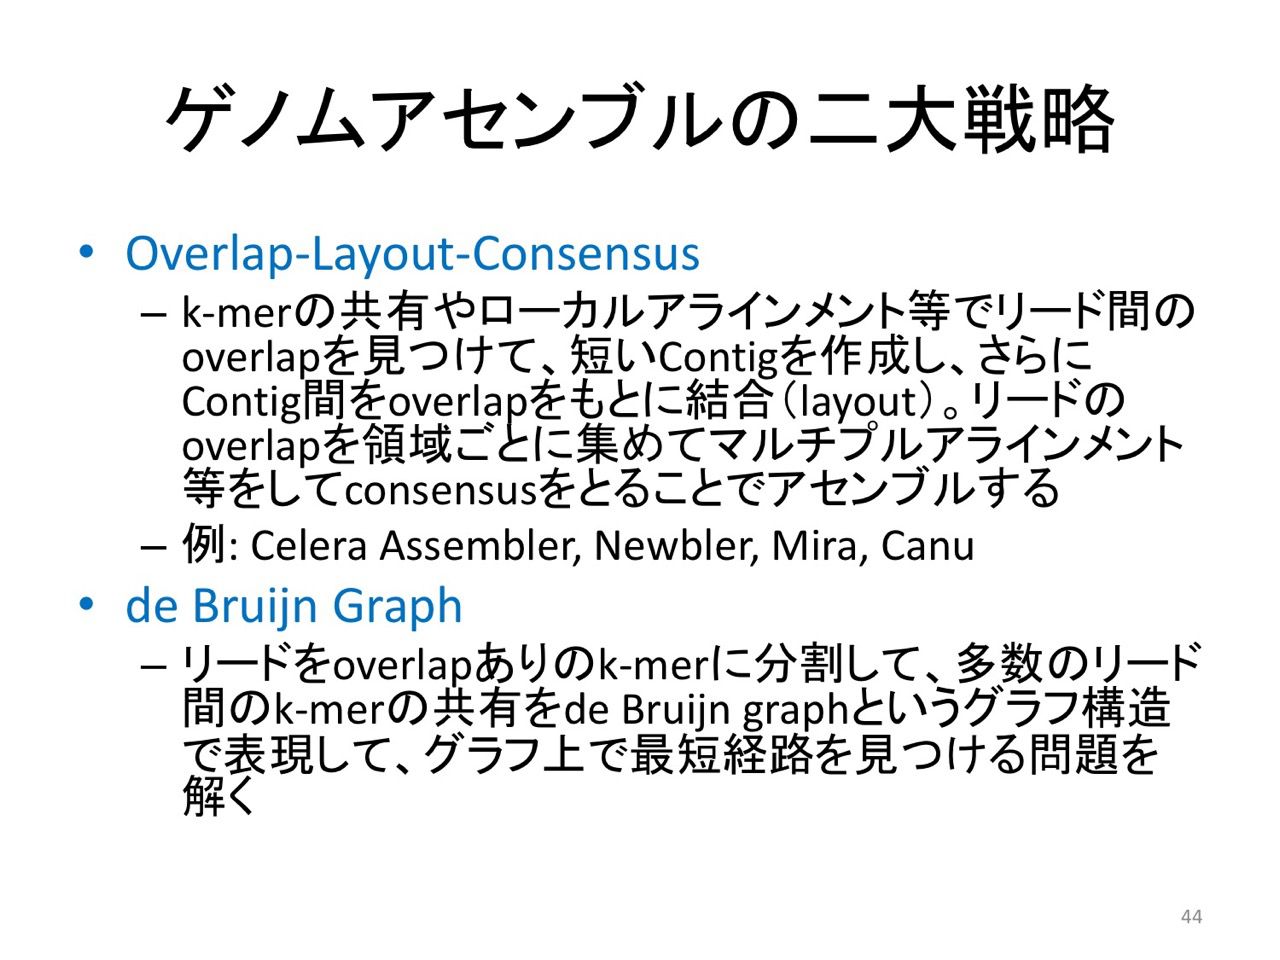 ゲノムアセンブルの二大戦略
• Overlap-Layout-Consensus
– k-merの共有やローカルアラインメント等でリード間の
overlapを見つけて、短いContigを作成し、さらに
Contig間をoverlapをもとに結合（layout）。リードの
overlapを領域ごとに集めてマルチプルアラインメント
等をしてconsensusをとることでアセンブルする
– 例: Celera Assembler, Newbler, Mira, Canu
• de Bruijn Graph
– リードをoverlapありのk-merに分割して、多数のリード
間のk-merの共有をde Bruijn graphというグラフ構造
で表現して、グラフ上で最短経路を見つける問題を
解く
44